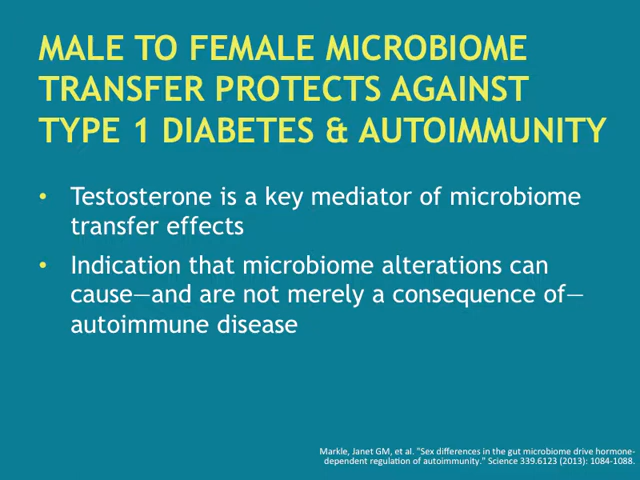 MALE TO FEMALE MICROBIOME
TRANSFER PROTECTS AGAINST
TYPE 1 DIABETES & AUTOIMMUNITY
• Testosterone is a key mediator of microbiome
transfer effects
• Indication that microbiome alterations can
cause—and are not merely a consequence of—
autoimmune disease
Markle, Janet GM, et al. "Sex differences in the gut microbiome drive hormone-
dependent regulation of autoimmunity." Science 339.6123 (2013): 1084-1088.